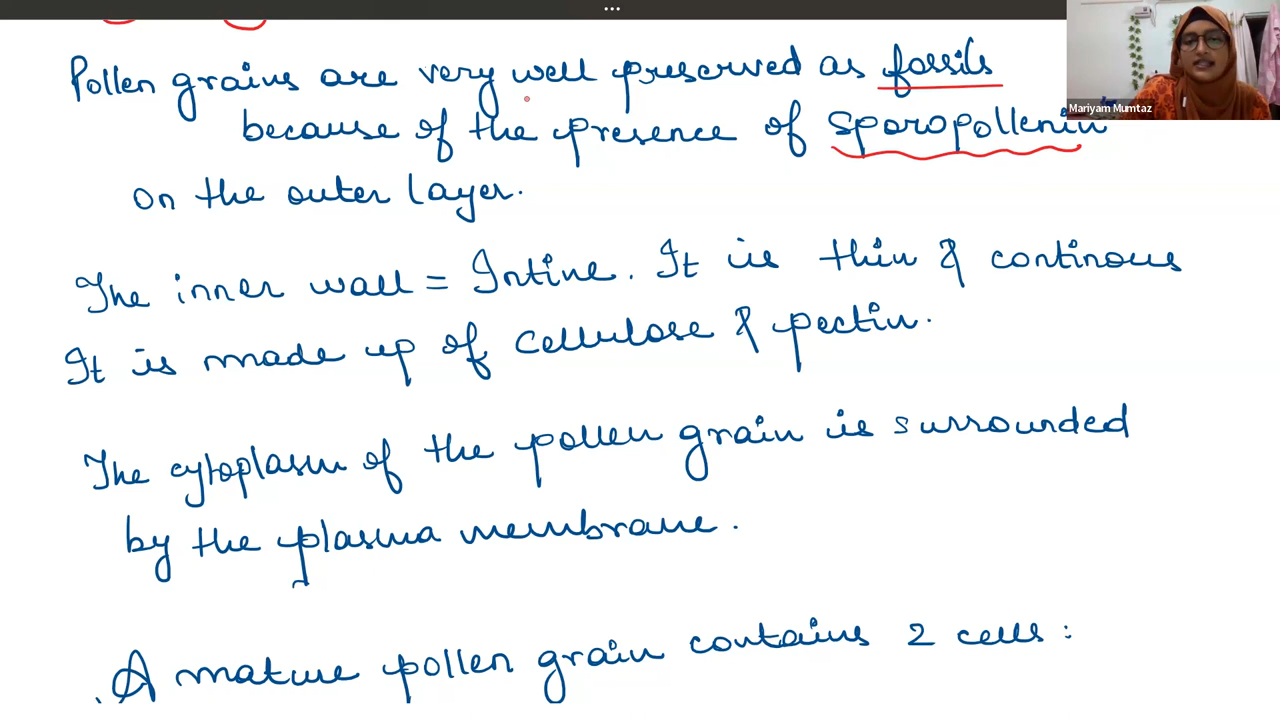 ...
Pollen grains are very well preserved as fossils
because of the presence of sporopollenin
Mariyam Mumtaz
on the outer layer.
The inner wall = Intine. It is thin & continous
It is made up of cellulose & pectin.
The cytoplasm of the pollen grain is surrounded
by the plasma membrane.
A mature pollen grain contains 2 cells: